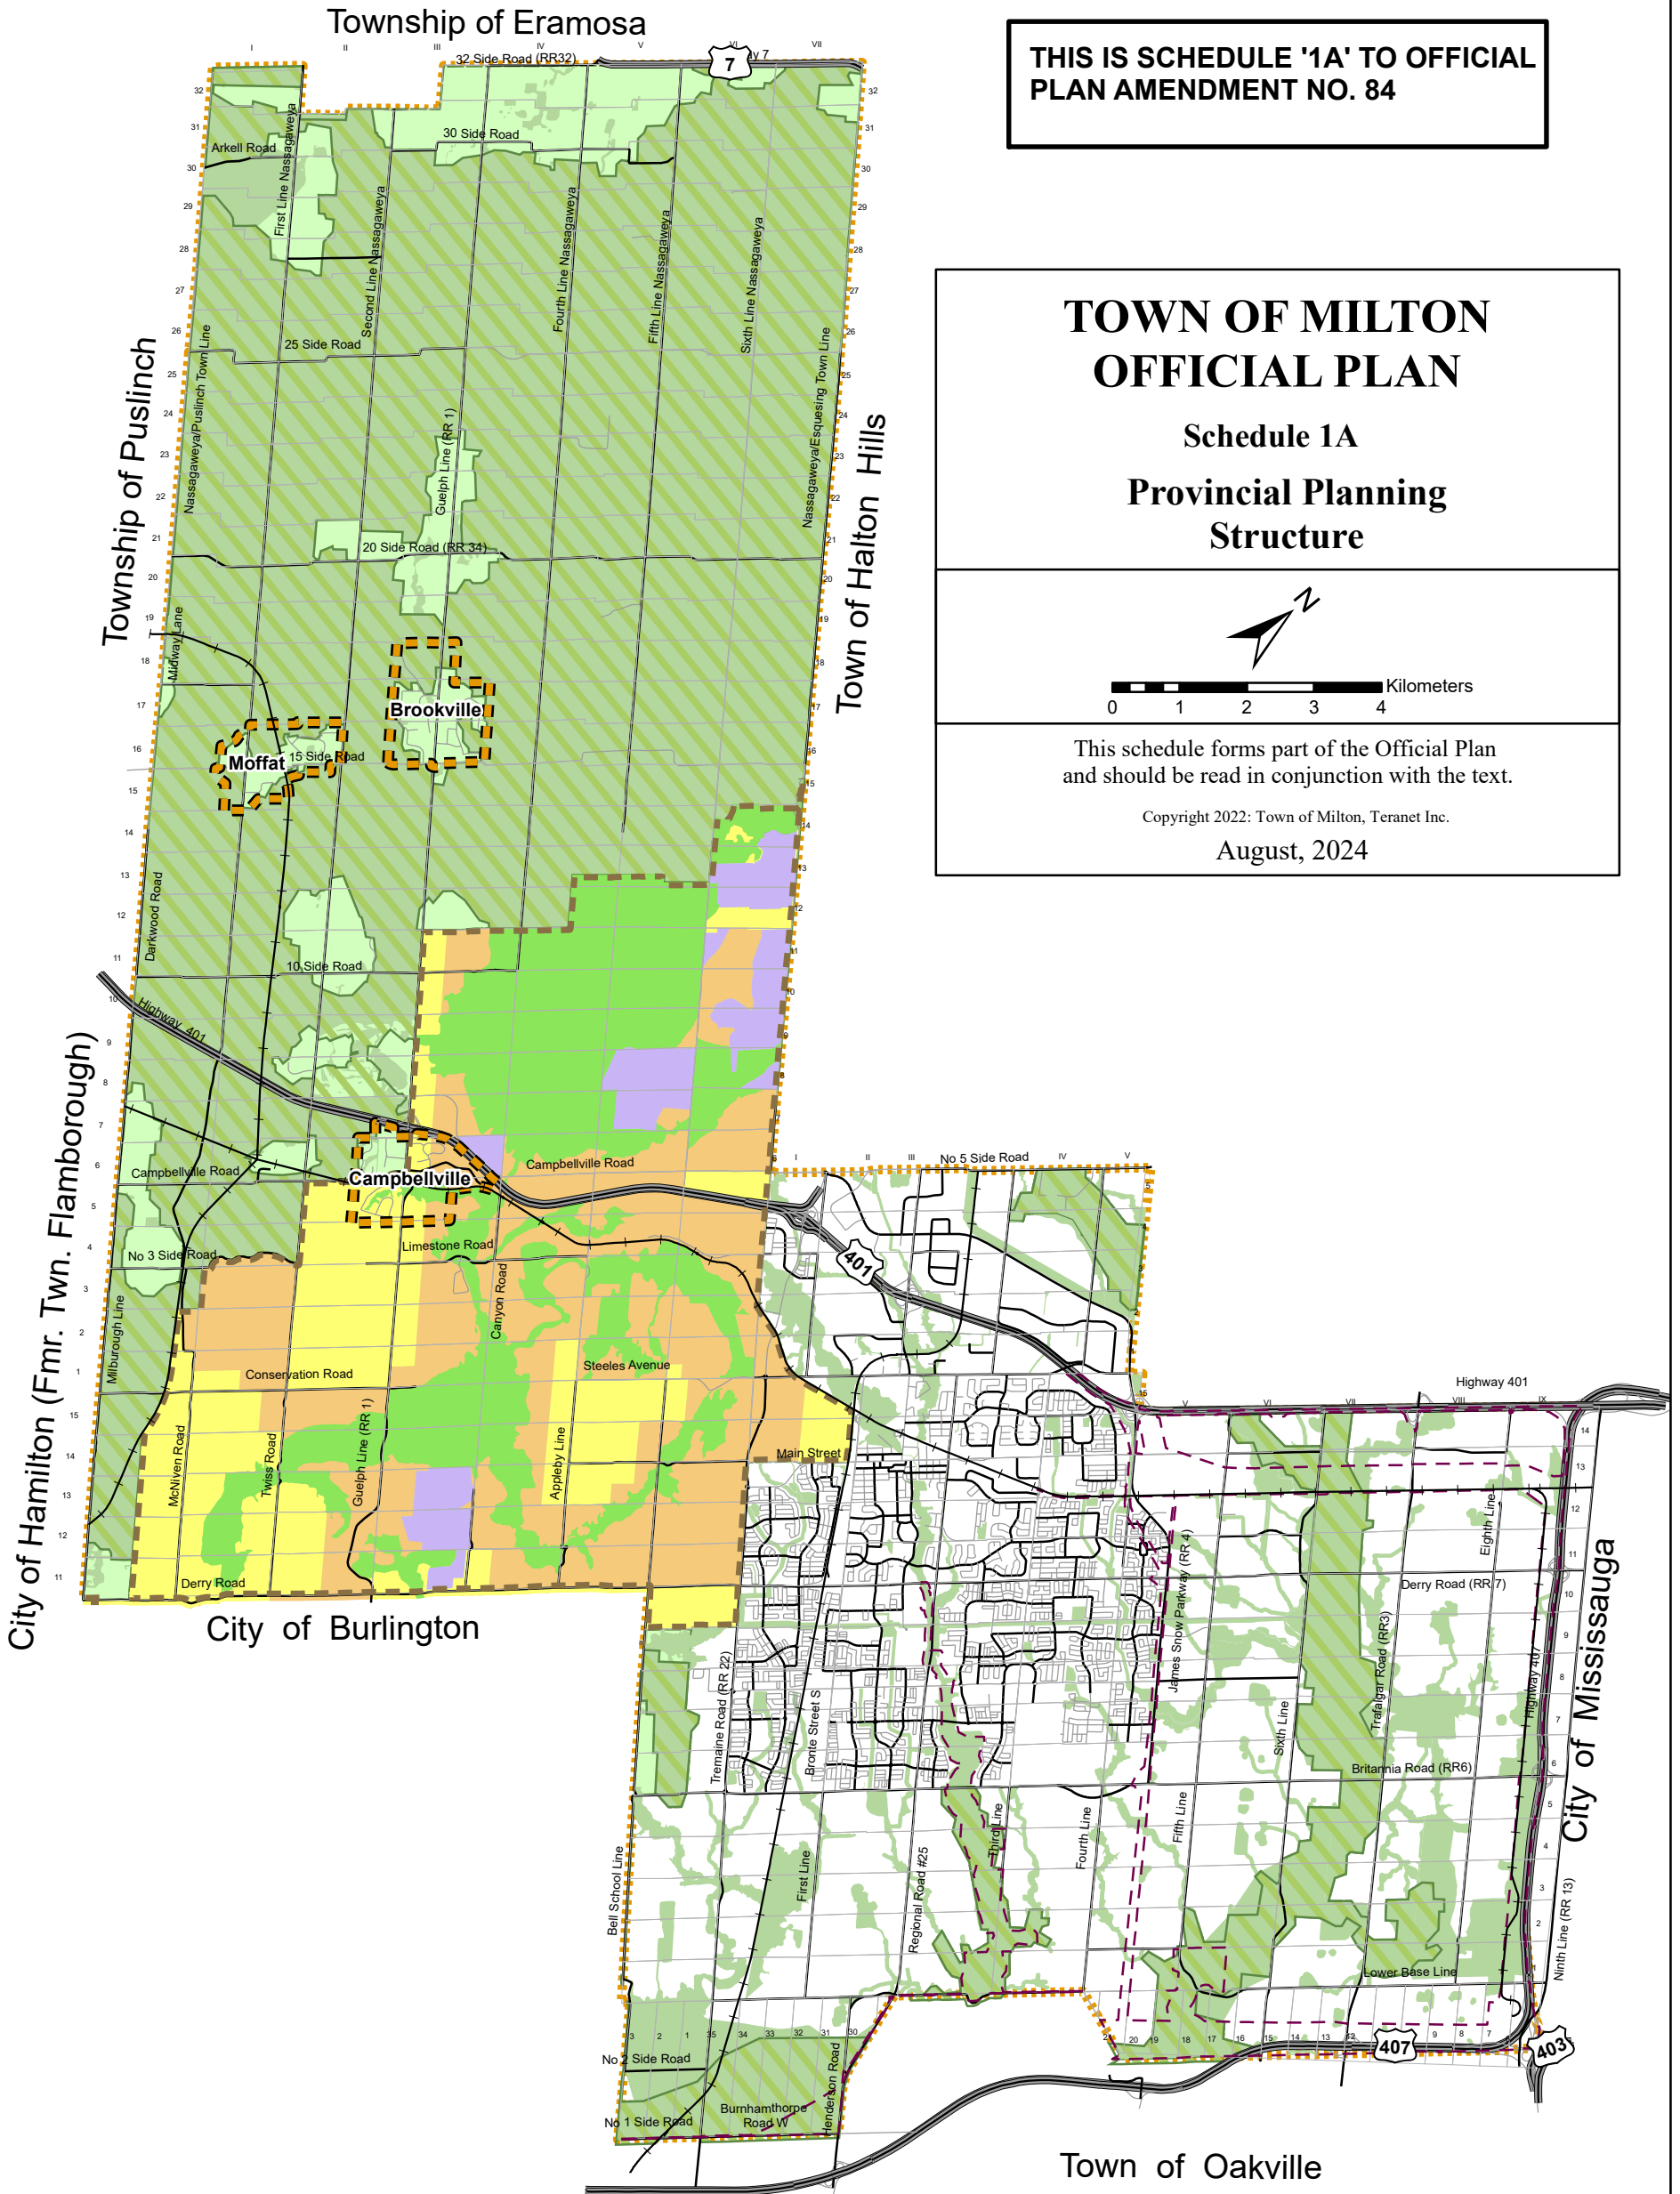 Township of Eramosa
THIS IS SCHEDULE '1A' TO OFFICIAL
PLAN AMENDMENT NO. 84
TOWN OF MILTON
OFFICIAL PLAN
Schedule 1A
Provincial Planning
Structure
N
Kilometers
0 1 2 3 4
This schedule forms part of the Official Plan
and should be read in conjunction with the text.
Copyright 2022: Town of Milton, Teranet Inc.
August, 2024
I II III IV V VI VII
32 Side Road (RR32)
7
30 Side Road
Arkell Road
First Line Nassagaweya
Second Line Nassagaweya
Fourth Line Nassagaweya
Fifth Line Nassagaweya
Sixth Line Nassagaweya
Nassagaweya/Puslinch Town Line
Nassagaweya/Esquesing Town Line
25 Side Road
Guelph Line (RR 1)
20 Side Road (RR 34)
Township of Puslinch
Town of Halton Hills
Midway Lane
Brookville
Moffat
15 Side Road
Darkwood Road
10 Side Road
Highway 401
City of Hamilton (Fmr. Twn. Flamborough)
Campbellville Road
Campbellville
Campbellville Road
No 5 Side Road
No 3 Side Road
Limestone Road
Canyon Road
401
Milburough Line
Conservation Road
Steeles Avenue
Highway 401
McNiven Road
Twiss Road
Guelph Line (RR 1)
Appleby Line
Main Street
Derry Road
City of Burlington
Eighth Line
Derry Road (RR 7)
James Snow Parkway (RR 4)
Trafalgar Road (RR3)
Highway 407
City of Mississauga
Tremaine Road (RR 22)
Bronte Street S
Sixth Line
Britannia Road (RR6)
Bell School Line
First Line
Regional Road #25
Third Line
Fourth Line
Fifth Line
Ninth Line (RR 13)
Lower Base Line
No 2 Side Road
407
403
Henderson Road
No 1 Side Road
Burnhamthorpe
Road W
Town of Oakville